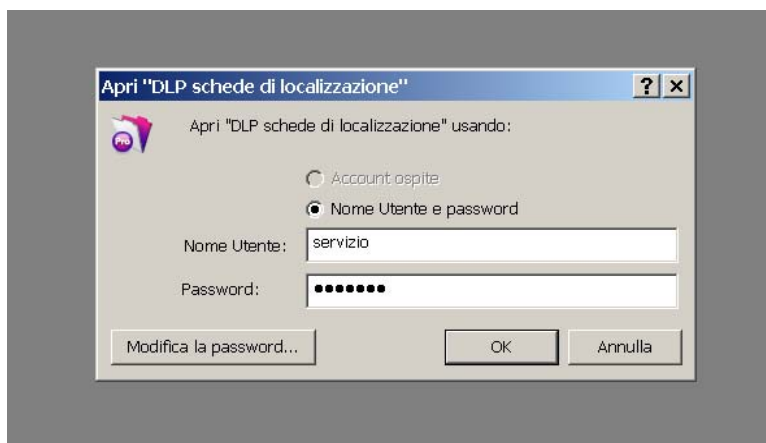 Apri "DLP schede di localizzazione"
Pro
Apri "DLP schede di localizzazione" usando:
Account ospite
Nome Utente e password
Nome Utente: servizio
Password: ●●●●●●●
Modifica la password... OK Annulla